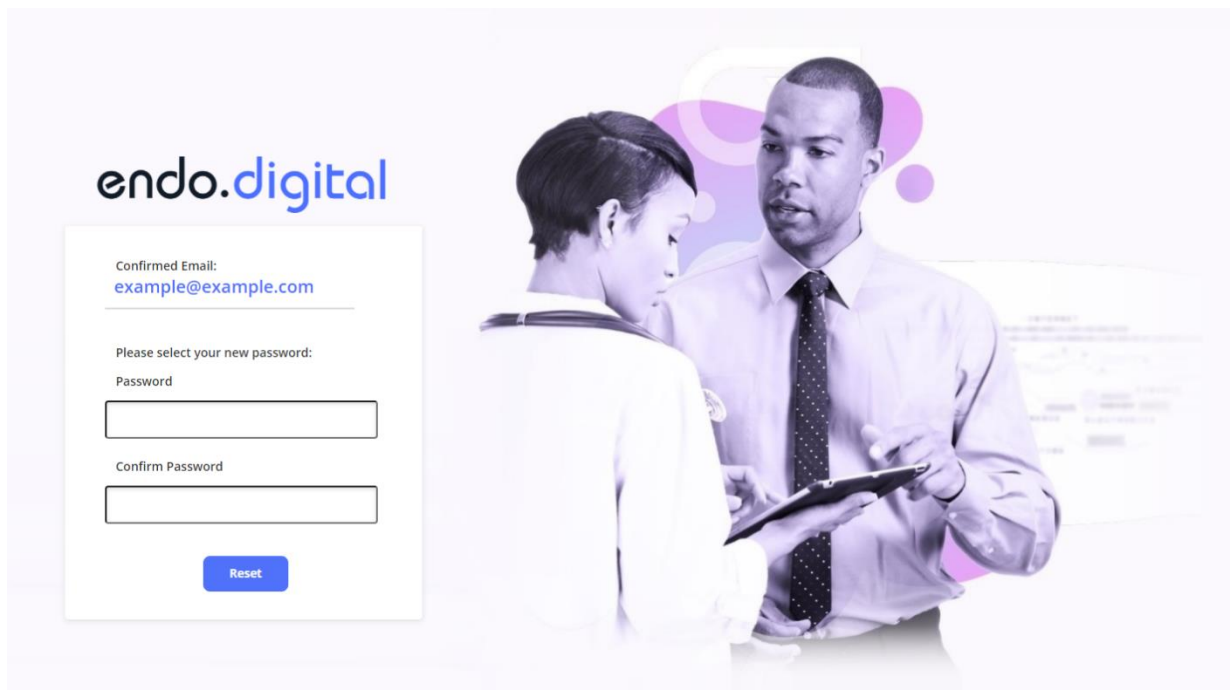 endo.digital
Confirmed Email:
example@example.com
Please select your new password:
Password
Confirm Password
Reset